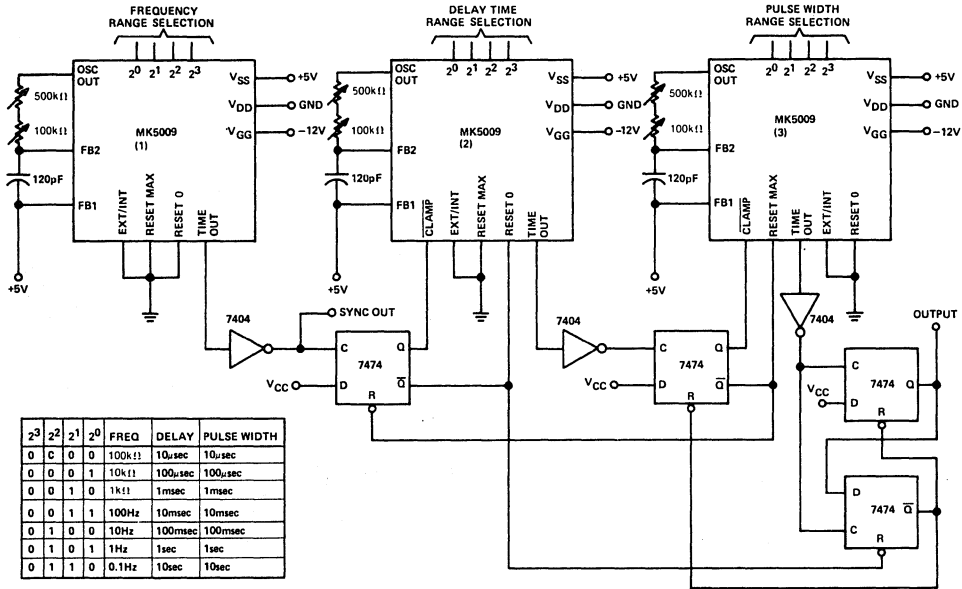 FREQUENCY
RANGE SELECTION
DELAY TIME
RANGE SELECTION
PULSE WIDTH
RANGE SELECTION
OSC
OUT
2⁰ 2¹ 2² 2³
VSS
+5V
500kΩ
VDD
GND
100kΩ
MK5009
(1)
VGG
−12V
FB2
120pF
FB1
EXT/INT
RESET MAX
RESET 0
TIME
OUT
+5V
OSC
OUT
2⁰ 2¹ 2² 2³
VSS
+5V
500kΩ
VDD
GND
100kΩ
MK5009
(2)
VGG
−12V
FB2
120pF
FB1
C̅L̅A̅M̅P̅
EXT/INT
RESET MAX
RESET 0
TIME
OUT
+5V
OSC
OUT
2⁰ 2¹ 2² 2³
VSS
+5V
500kΩ
VDD
GND
100kΩ
MK5009
(3)
VGG
−12V
FB2
120pF
FB1
C̅L̅A̅M̅P̅
RESET MAX
TIME
OUT
EXT/INT
RESET 0
+5V
7404
SYNC OUT
C Q
7474
VCC
D Q̅
R
7404
C Q
7474
VCC
D Q̅
R
7404
OUTPUT
C
7474 Q
VCC
D
R
D
7474 Q̅
C
R
2³ 2² 2¹ 2⁰ FREQ DELAY PULSE WIDTH
0 C 0 0 100kΩ 10μsec 10μsec
0 0 0 1 10kΩ 100μsec 100μsec
0 0 1 0 1kΩ 1msec 1msec
0 0 1 1 100Hz 10msec 10msec
0 1 0 0 10Hz 100msec 100msec
0 1 0 1 1Hz 1sec 1sec
0 1 1 0 0.1Hz 10sec 10sec